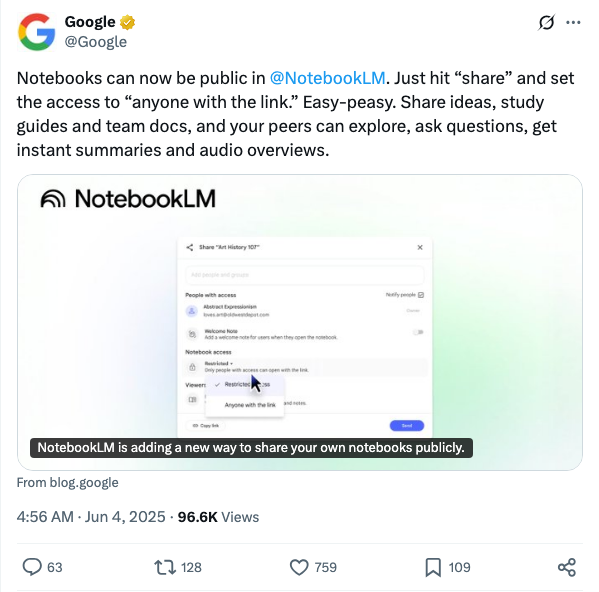 Google
@Google
Notebooks can now be public in @NotebookLM. Just hit “share” and set
the access to “anyone with the link.” Easy-peasy. Share ideas, study
guides and team docs, and your peers can explore, ask questions, get
instant summaries and audio overviews.
NotebookLM
Share "Art History 107"
Add people and groups
People with access
Notify people
Abstract Expressionian
Owner
Welcome Note
Add a welcome note for users when they open the notebook.
Notebook access
Restricted
Only people with access can open with the link.
Restricted
Viewers
Anyone with the link
and notes.
Copy link
Send
NotebookLM is adding a new way to share your own notebooks publicly.
From blog.google
4:56 AM · Jun 4, 2025 · 96.6K Views
63
128
759
109